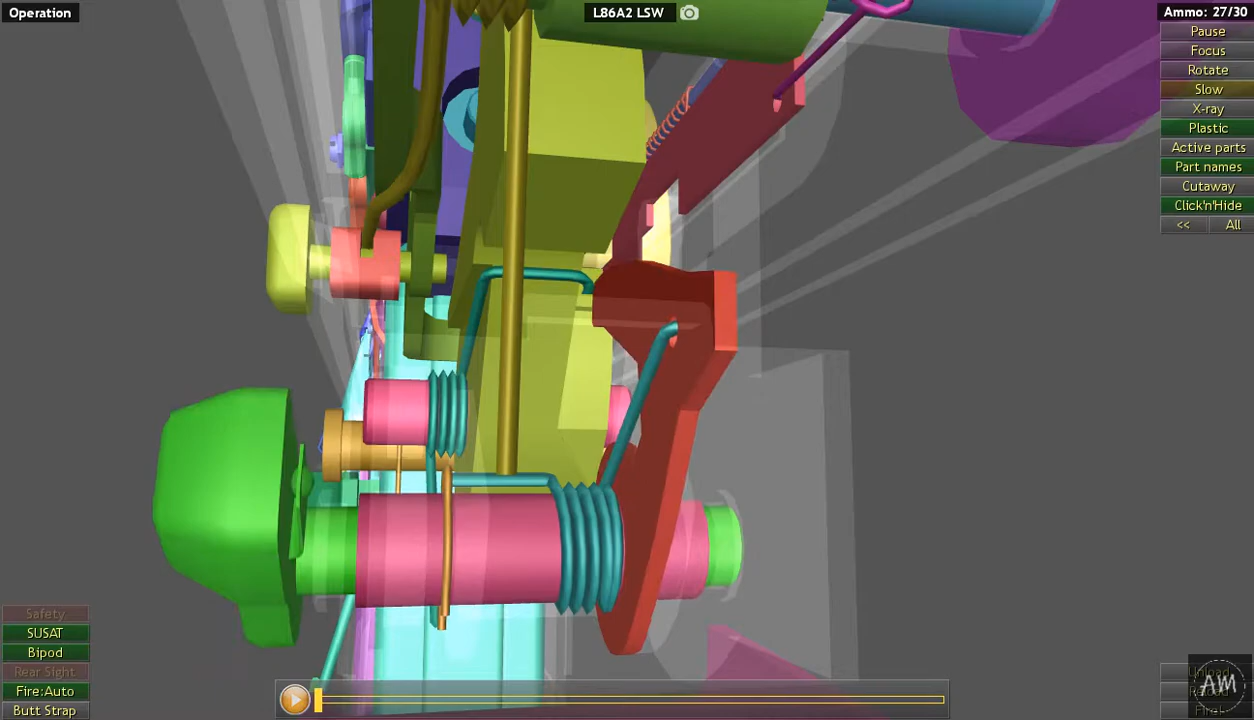 Operation
L86A2 LSW
Ammo: 27/30
Pause
Focus
Rotate
Slow
X-ray
Plastic
Active parts
Part names
Cutaway
Click'n'Hide
<< All
Safety
SUSAT
Bipod
Rear Sight
Fire:Auto
Butt Strap
AM